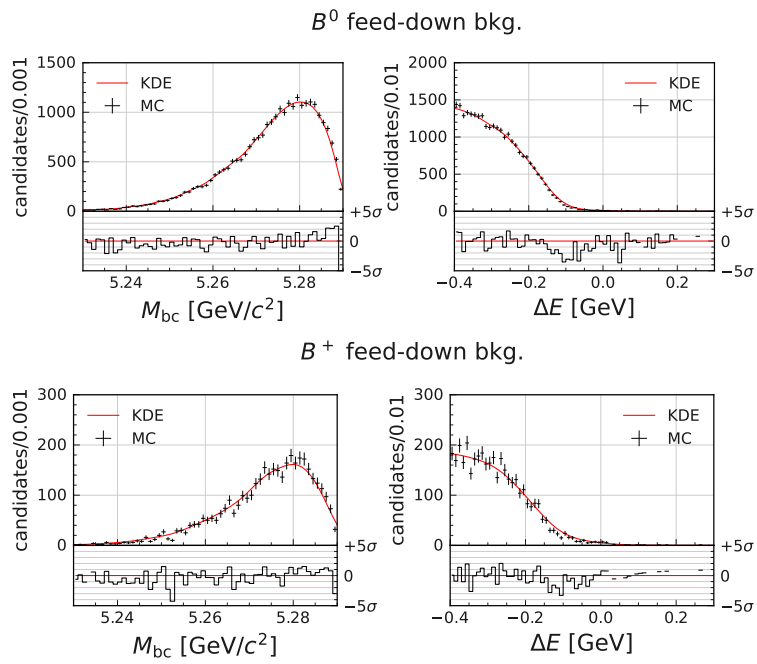 B⁰ feed-down bkg.
candidates/0.001
1500
1000
500
0
KDE
MC
+5σ
0
−5σ
5.24
5.26
5.28
M_bc [GeV/c²]
candidates/0.01
2000
1500
1000
500
0
KDE
MC
+5σ
0
−5σ
−0.4
−0.2
0.0
0.2
ΔE [GeV]
B⁺ feed-down bkg.
candidates/0.001
300
200
100
0
KDE
MC
+5σ
0
−5σ
5.24
5.26
5.28
M_bc [GeV/c²]
candidates/0.01
300
200
100
0
KDE
MC
+5σ
0
−5σ
−0.4
−0.2
0.0
0.2
ΔE [GeV]